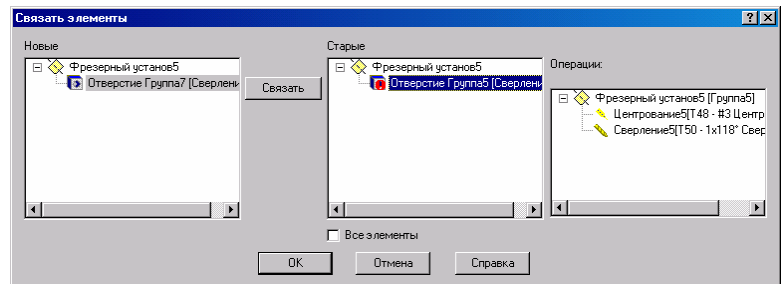 Связать элементы
Новые
Старые
Операции:
Фрезерный установ5
Отверстие Группа7 [Сверлени
Связать
Фрезерный установ5
Отверстие Группа5 [Сверлени
Фрезерный установ5 [Группа5]
Центрование5[T48 - #3 Центр
Сверление5[T50 - 1x118° Свер
Все элементы
OK
Отмена
Справка